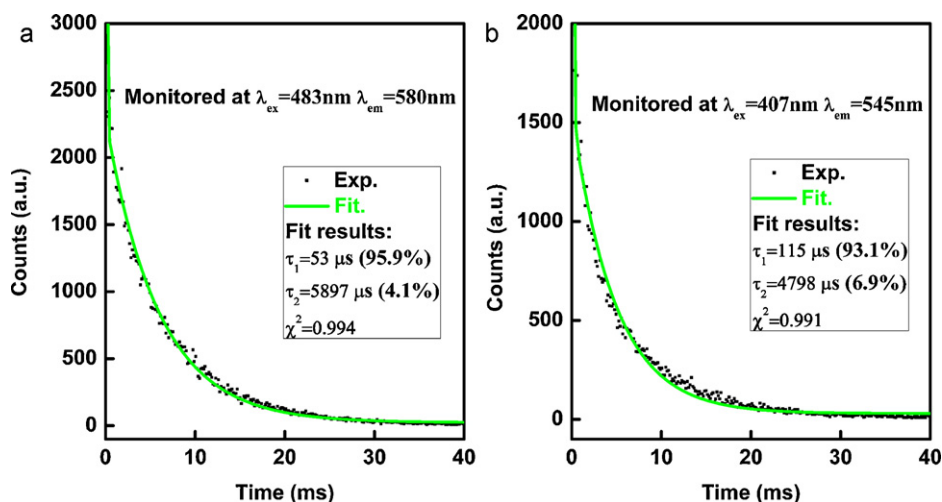 a
3000
2500
2000
1500
1000
500
0
Counts (a.u.)
Monitored at λex=483nm λem=580nm
Exp.
Fit.
Fit results:
τ1=53 μs (95.9%)
τ2=5897 μs (4.1%)
χ²=0.994
0 10 20 30 40
Time (ms)
b
2000
1500
1000
500
0
Counts (a.u.)
Monitored at λex=407nm λem=545nm
Exp.
Fit.
Fit results:
τ1=115 μs (93.1%)
τ2=4798 μs (6.9%)
χ²=0.991
0 10 20 30 40
Time (ms)